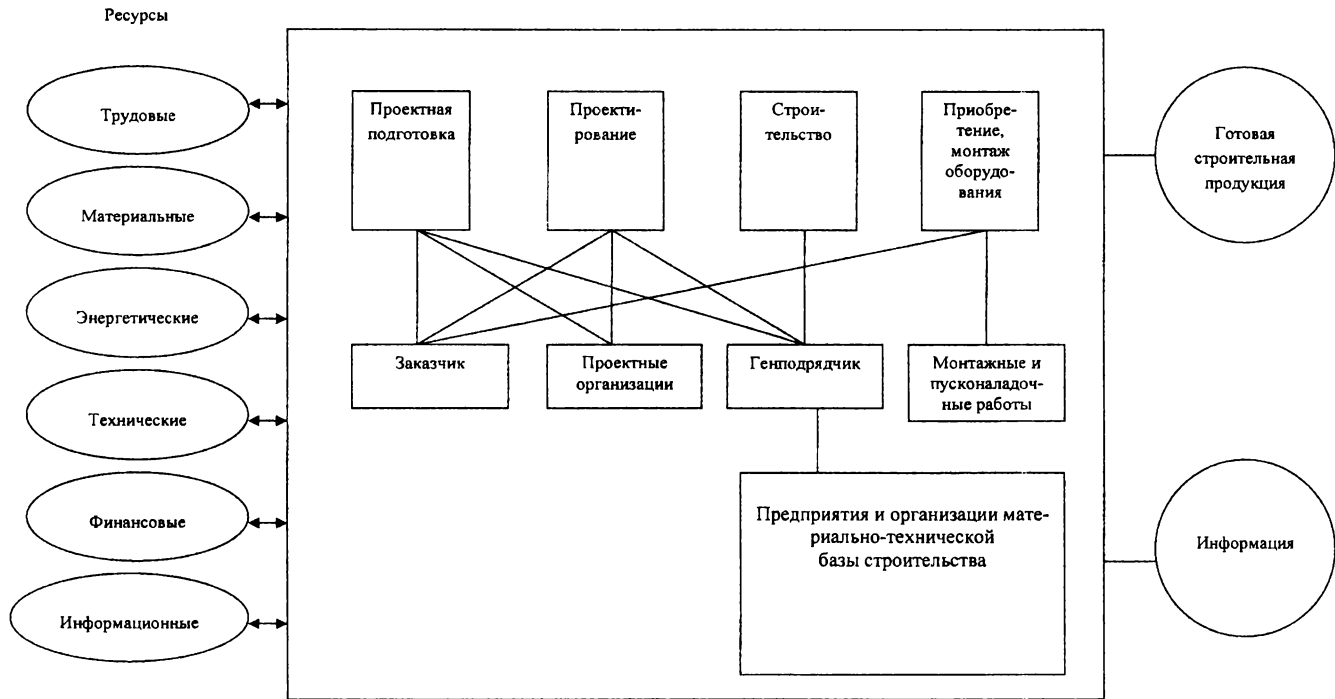 Ресурсы
Трудовые
Материальные
Энергетические
Технические
Финансовые
Информационные
Проектная
подготовка
Проекти-
рование
Строи-
тельство
Приобре-
тение,
монтаж
оборудо-
вания
Заказчик
Проектные
организации
Генподрядчик
Монтажные и
пусконаладоч-
ные работы
Предприятия и организации мате-
риально-технической
базы строительства
Готовая
строительная
продукция
Информация